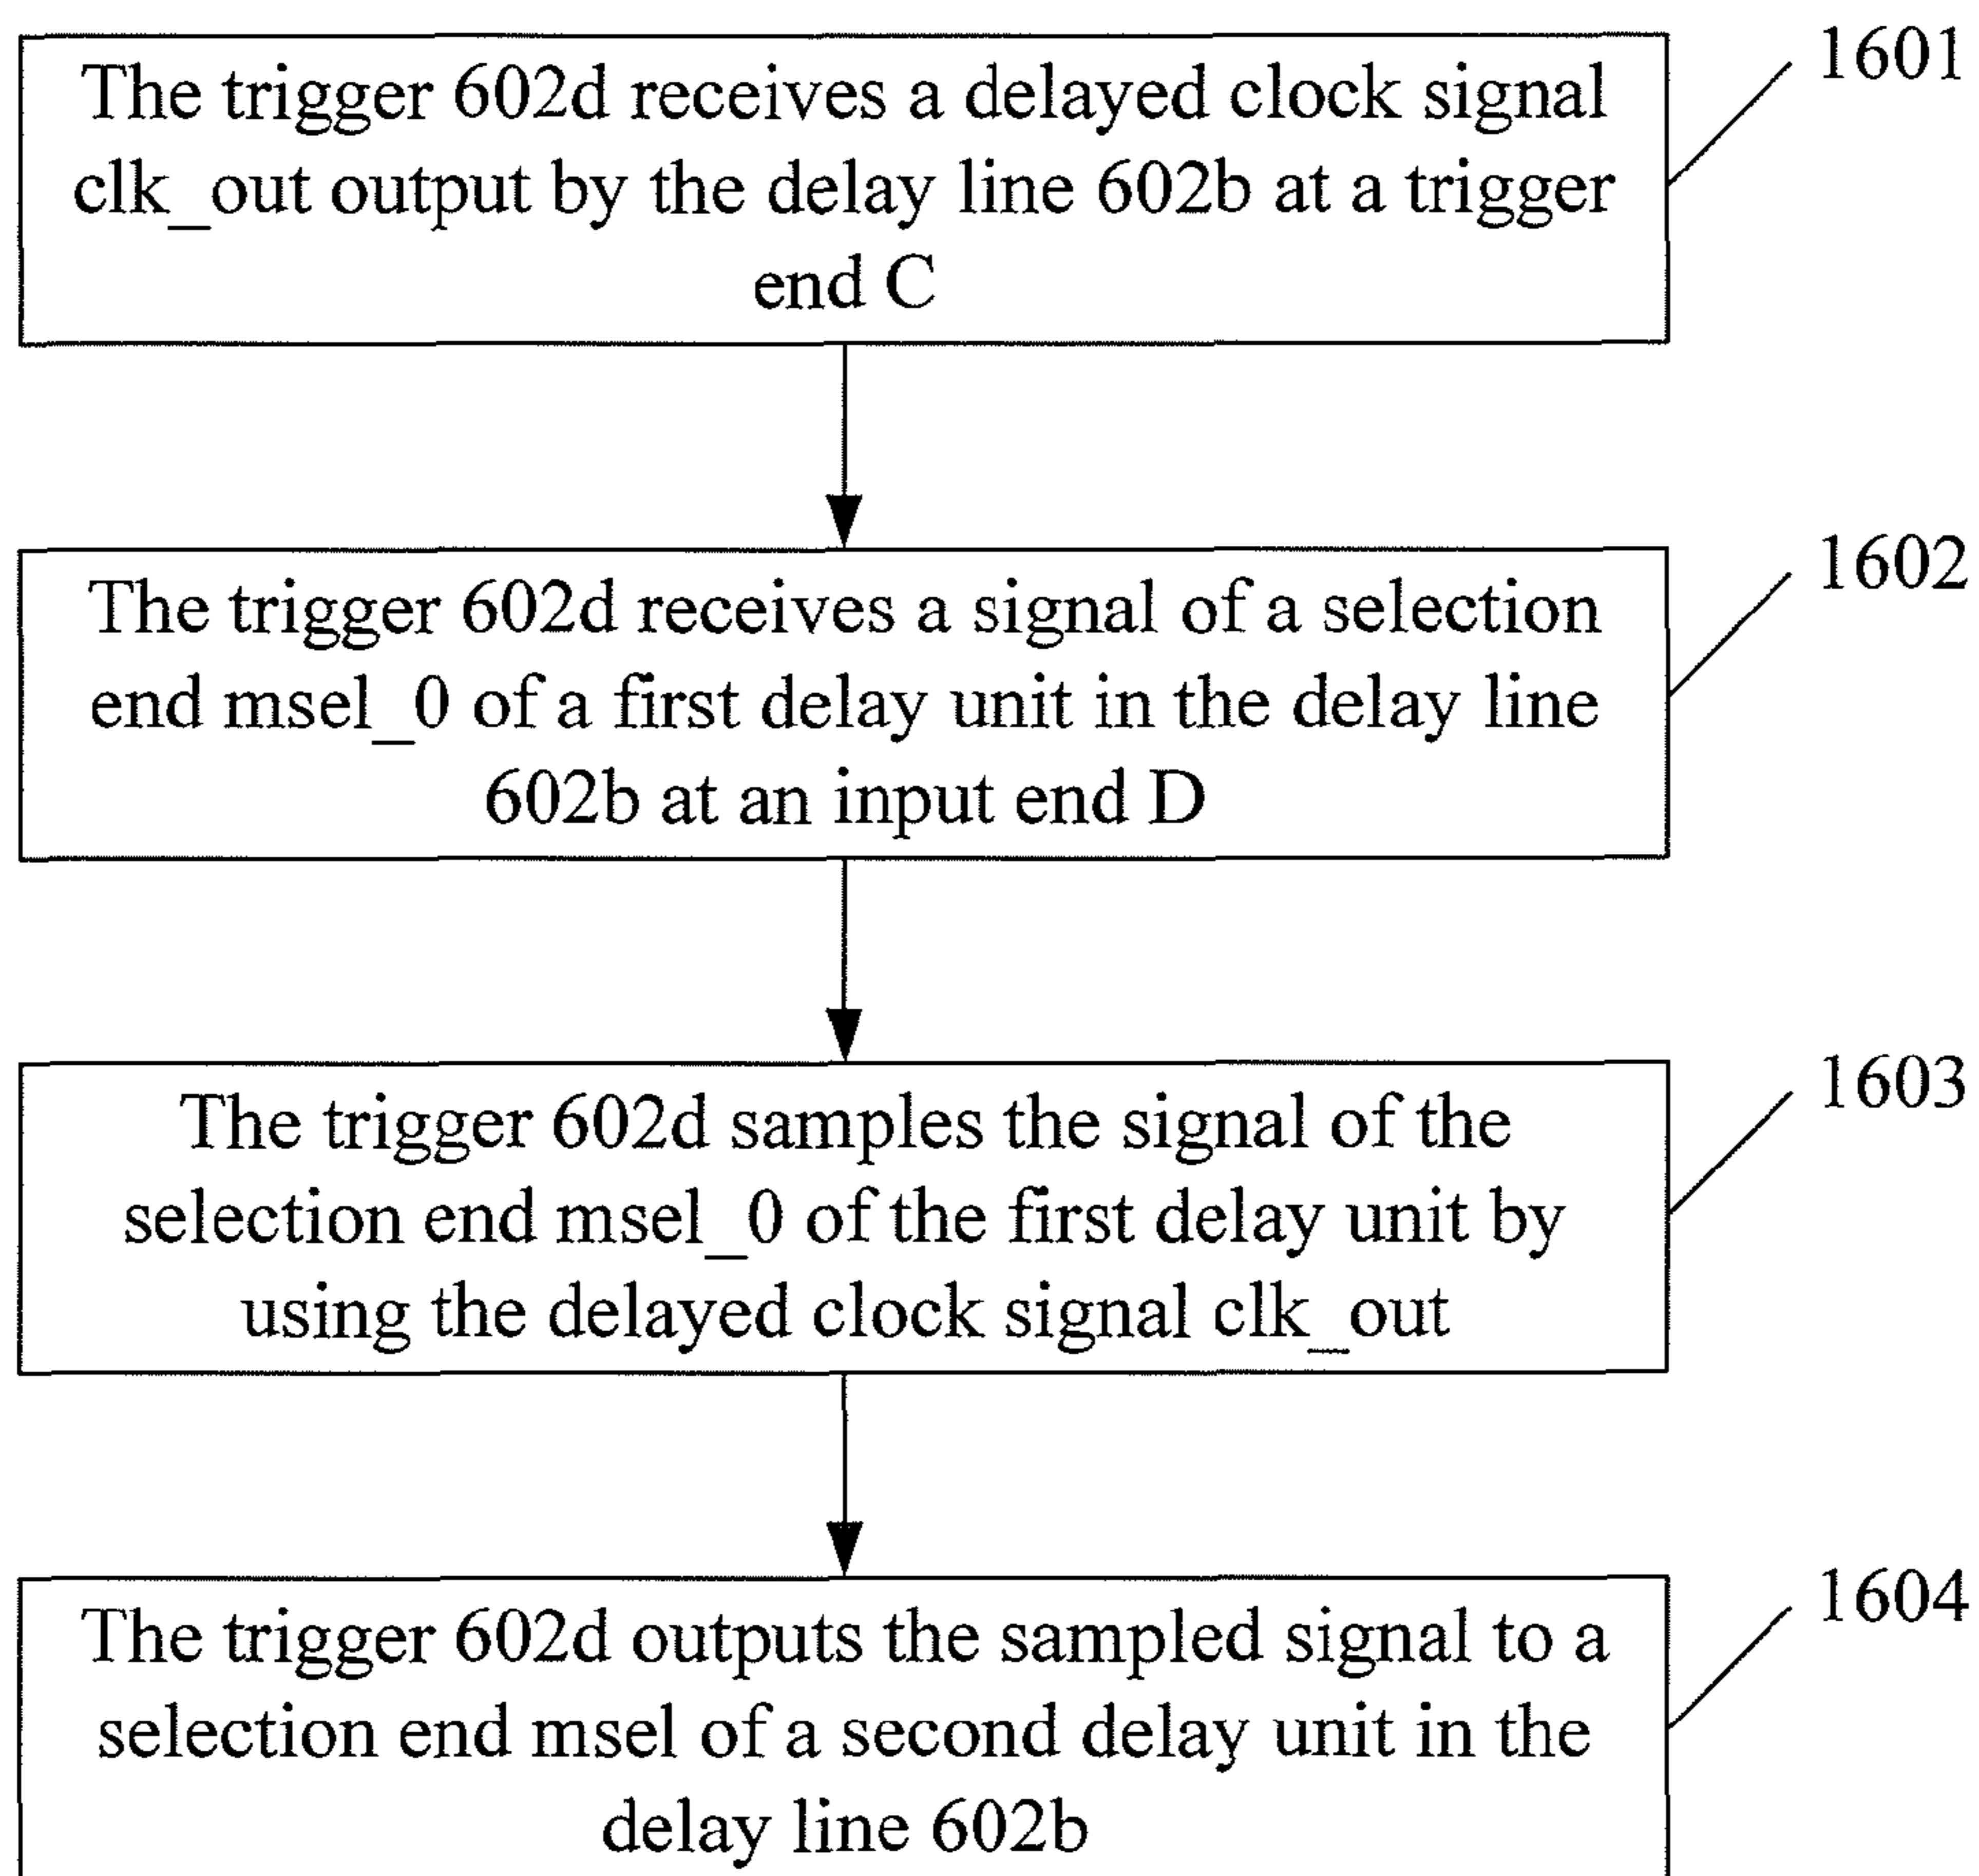 The trigger 602d receives a delayed clock signal
clk_out output by the delay line 602b at a trigger
end C
1601
The trigger 602d receives a signal of a selection
end msel_0 of a first delay unit in the delay line
602b at an input end D
1602
The trigger 602d samples the signal of the
selection end msel_0 of the first delay unit by
using the delayed clock signal clk_out
1603
The trigger 602d outputs the sampled signal to a
selection end msel of a second delay unit in the
delay line 602b
1604